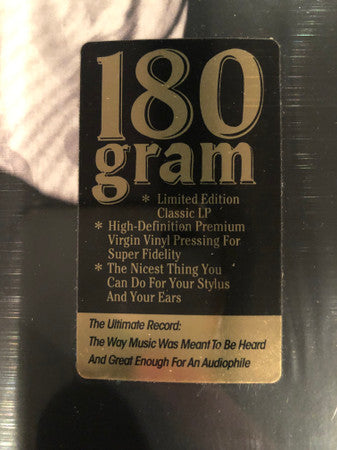 180
gram
* Limited Edition
Classic LP
* High-Definition Premium
Virgin Vinyl Pressing For
Super Fidelity
* The Nicest Thing You
Can Do For Your Stylus
And Your Ears
The Ultimate Record:
The Way Music Was Meant To Be Heard
And Great Enough For An Audiophile